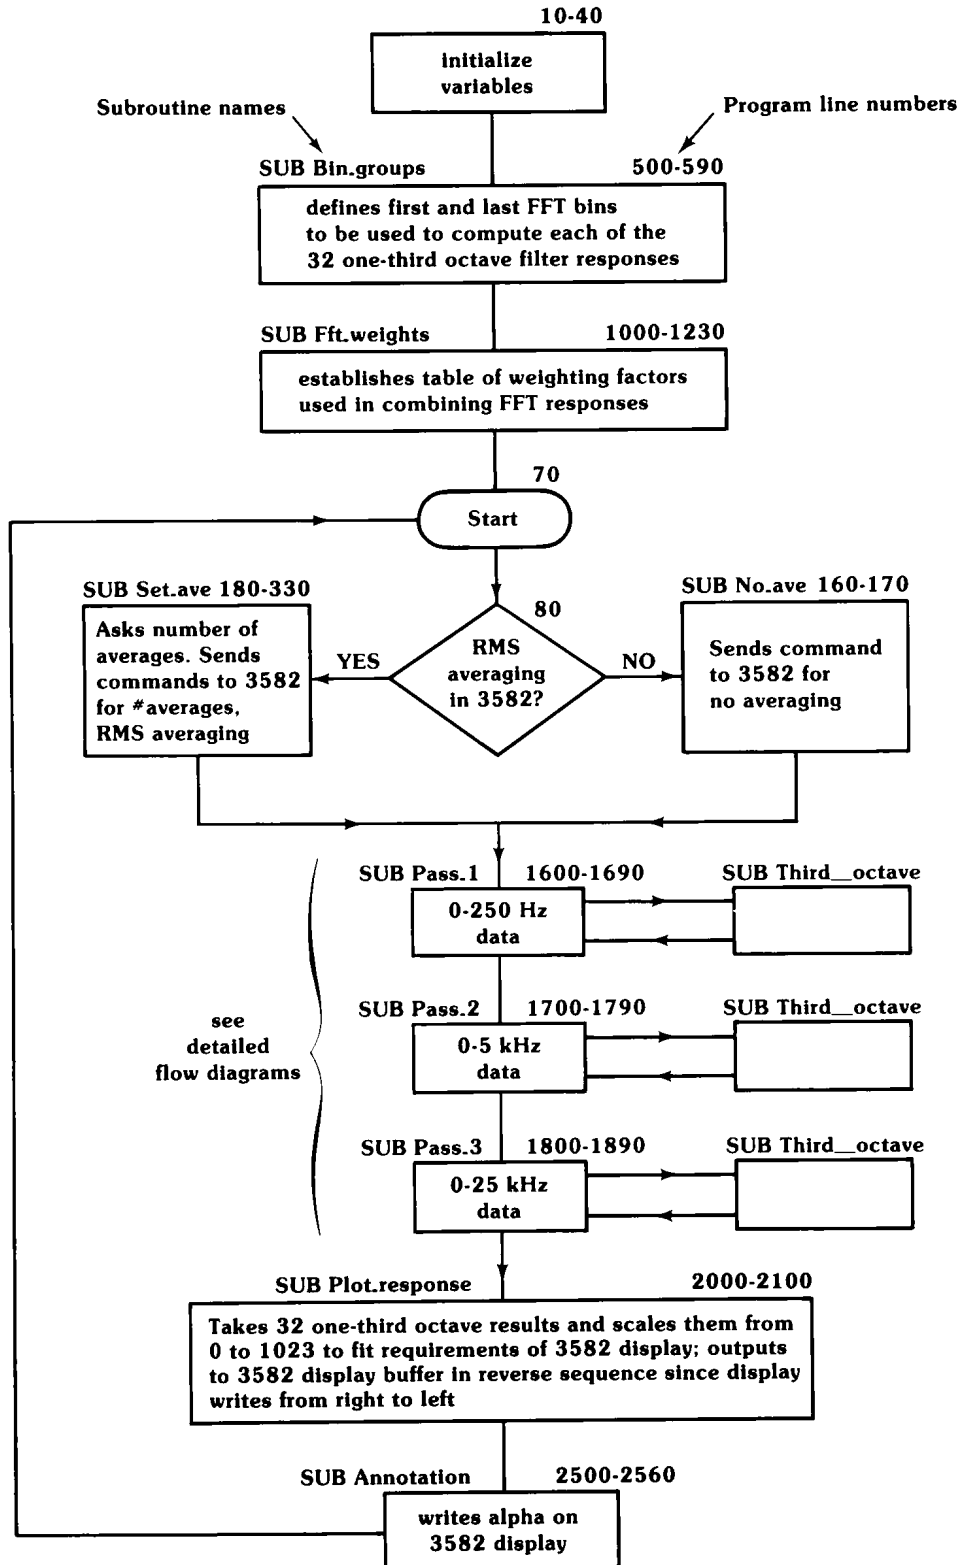 10-40
initialize
variables
Subroutine names
Program line numbers
SUB Bin.groups
500-590
defines first and last FFT bins
to be used to compute each of the
32 one-third octave filter responses
SUB Fft.weights
1000-1230
establishes table of weighting factors
used in combining FFT responses
70
Start
SUB Set.ave 180-330
Asks number of
averages. Sends
commands to 3582
for #averages,
RMS averaging
YES
80
RMS
averaging
in 3582?
NO
SUB No.ave 160-170
Sends command
to 3582 for
no averaging
see
detailed
flow diagrams
SUB Pass.1
1600-1690
0-250 Hz
data
SUB Third__octave
SUB Pass.2
1700-1790
0-5 kHz
data
SUB Third__octave
SUB Pass.3
1800-1890
0-25 kHz
data
SUB Third__octave
SUB Plot.response
2000-2100
Takes 32 one-third octave results and scales them from
0 to 1023 to fit requirements of 3582 display; outputs
to 3582 display buffer in reverse sequence since display
writes from right to left
SUB Annotation
2500-2560
writes alpha on
3582 display